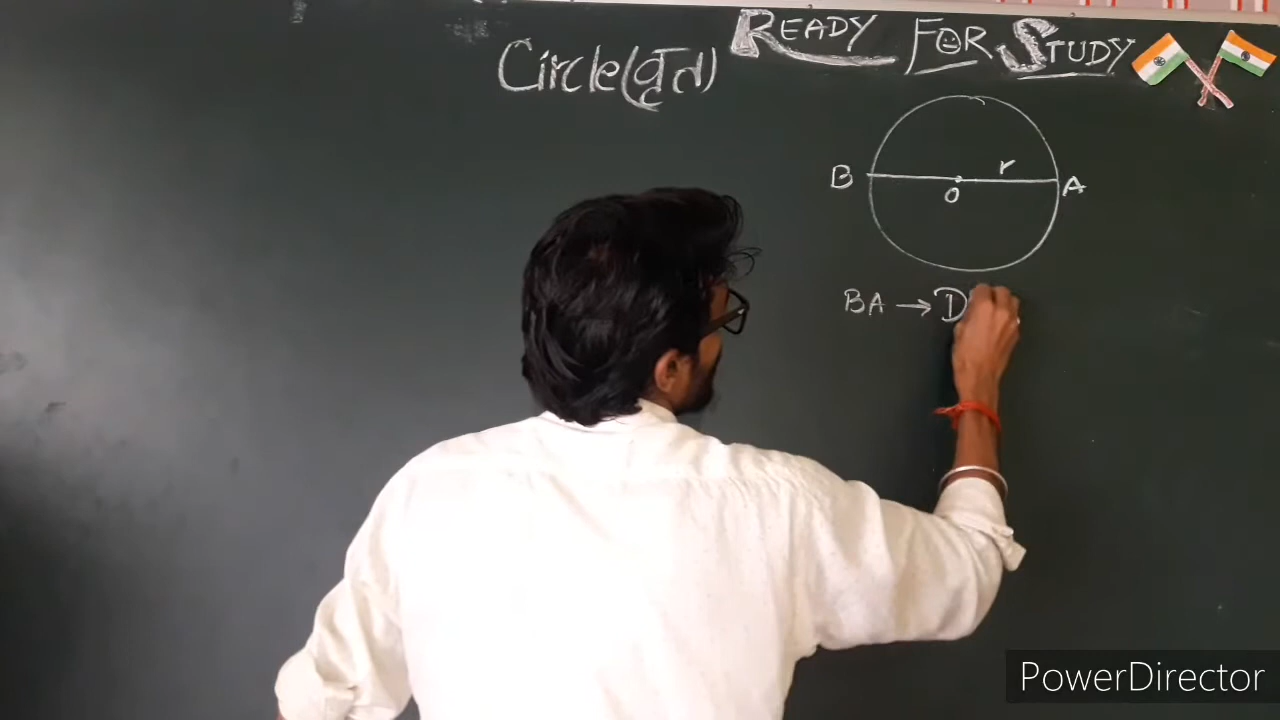 READY FOR STUDY
Circle(वृत)
r
B
A
O
BA → D
PowerDirector